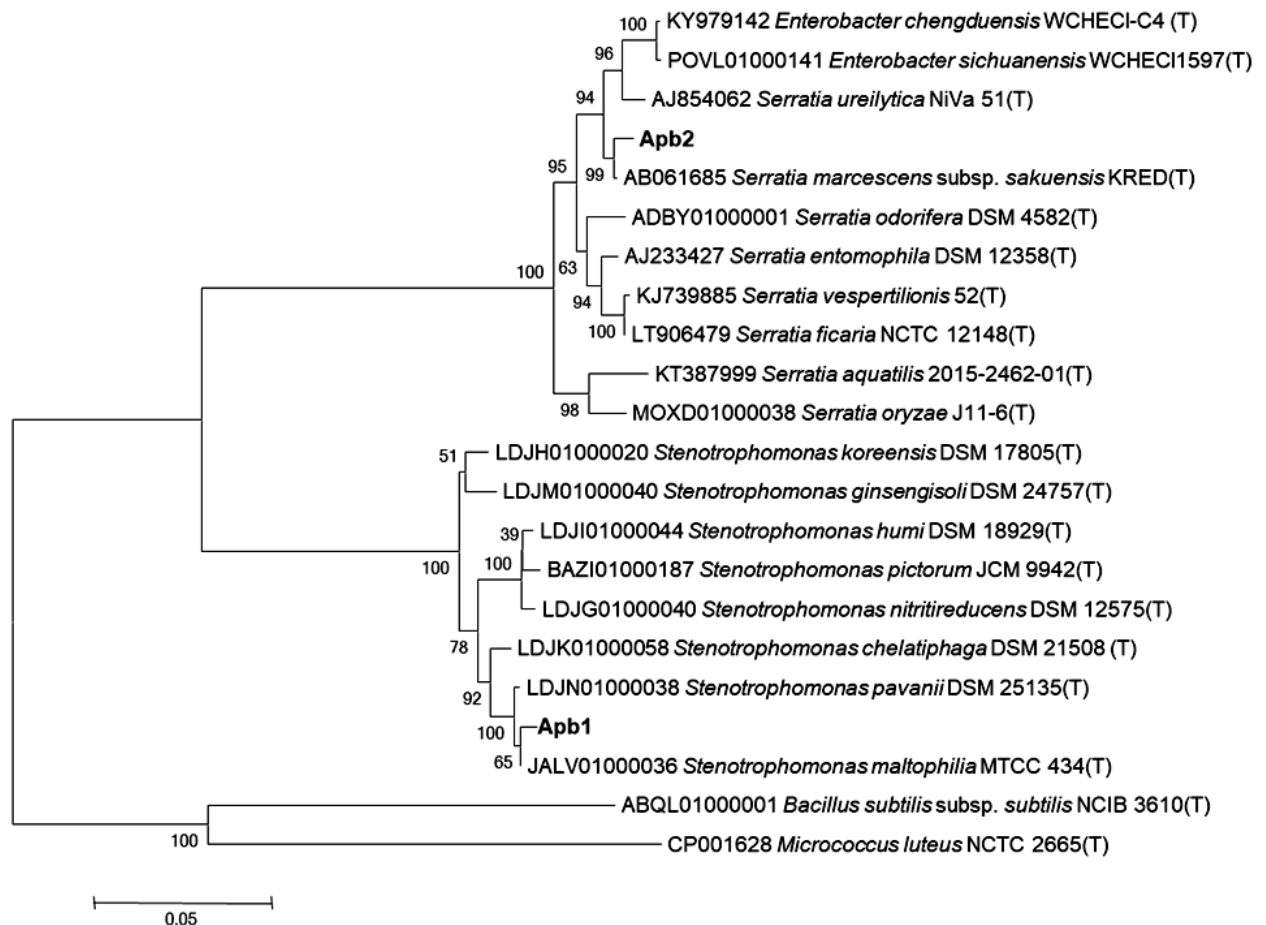 100
KY979142 Enterobacter chengduensis WCHECl-C4 (T)
96
POVL01000141 Enterobacter sichuanensis WCHECl1597(T)
94
AJ854062 Serratia ureilytica NiVa 51(T)
Apb2
95
99
AB061685 Serratia marcescens subsp. sakuensis KRED(T)
ADBY01000001 Serratia odorifera DSM 4582(T)
100
63
AJ233427 Serratia entomophila DSM 12358(T)
94
KJ739885 Serratia vespertilionis 52(T)
100
LT906479 Serratia ficaria NCTC 12148(T)
KT387999 Serratia aquatilis 2015-2462-01(T)
98
MOXD01000038 Serratia oryzae J11-6(T)
51
LDJH01000020 Stenotrophomonas koreensis DSM 17805(T)
LDJM01000040 Stenotrophomonas ginsengisoli DSM 24757(T)
39
LDJI01000044 Stenotrophomonas humi DSM 18929(T)
100
100
BAZI01000187 Stenotrophomonas pictorum JCM 9942(T)
LDJG01000040 Stenotrophomonas nitritireducens DSM 12575(T)
78
LDJK01000058 Stenotrophomonas chelatiphaga DSM 21508 (T)
92
LDJN01000038 Stenotrophomonas pavanii DSM 25135(T)
100
Apb1
65
JALV01000036 Stenotrophomonas maltophilia MTCC 434(T)
ABQL01000001 Bacillus subtilis subsp. subtilis NCIB 3610(T)
100
CP001628 Micrococcus luteus NCTC 2665(T)
0.05